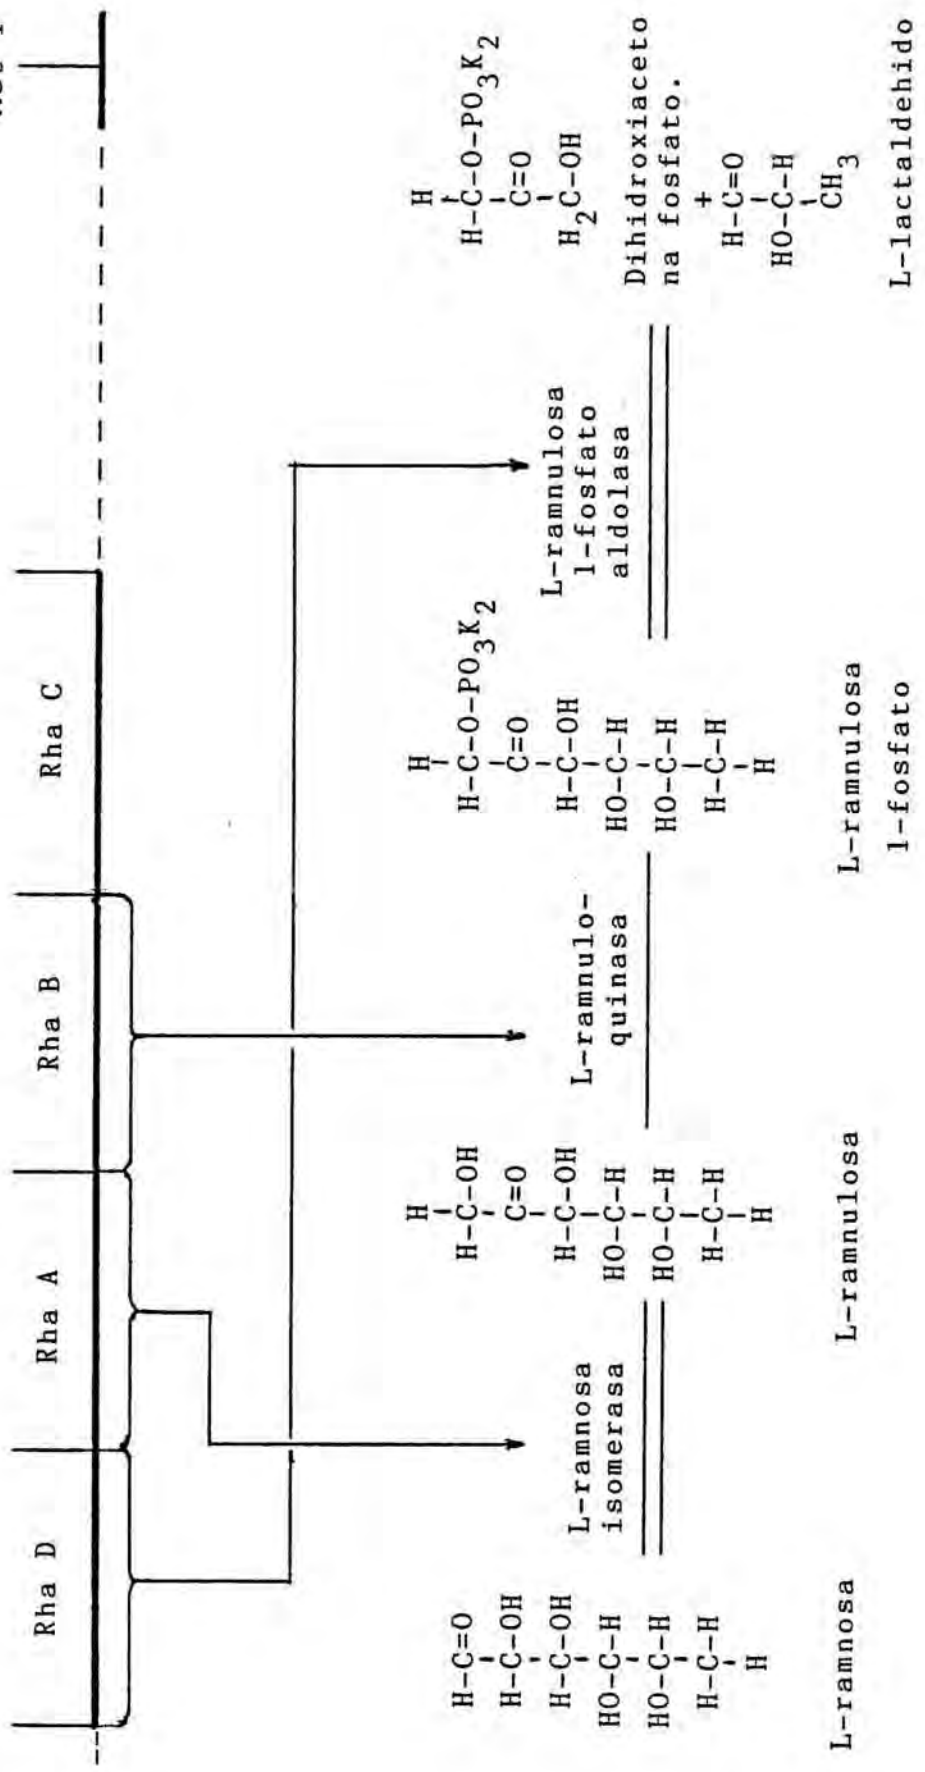 Rha D
Rha A
Rha B
Rha C
H-C=O
H-C-OH
H-C-OH
HO-C-H
HO-C-H
H-C-H
H
L-ramnosa
L-ramnosa
isomerasa
H
H-C-OH
C=O
H-C-OH
HO-C-H
HO-C-H
H-C-H
H
L-ramnulosa
L-ramnulo-
quinasa
H
H-C-O-PO3K2
C=O
H-C-OH
HO-C-H
HO-C-H
H-C-H
H
L-ramnulosa
1-fosfato
L-ramnulosa
1-fosfato
aldolasa
H
H-C-O-PO3K2
C=O
H2C-OH
Dihidroxiaceto
na fosfato.
+
H-C=O
HO-C-H
CH3
L-lactaldehido